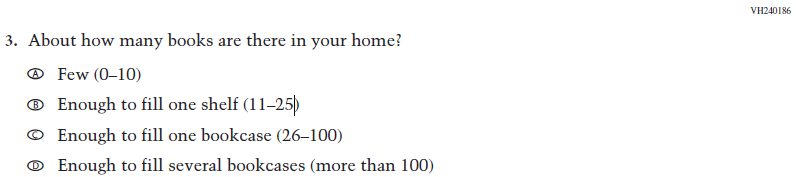 VH240186
3. About how many books are there in your home?
Ⓐ Few (0–10)
Ⓑ Enough to fill one shelf (11–25)
Ⓒ Enough to fill one bookcase (26–100)
Ⓓ Enough to fill several bookcases (more than 100)